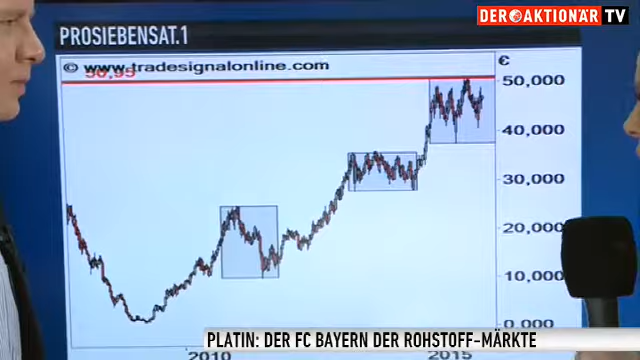 DER AKTIONÄR TV
PROSIEBENSAT.1
© www.tradesignalonline.com
50,95
€
50,000
40,000
30,000
20,000
10,000
0,000
2010
2015
PLATIN: DER FC BAYERN DER ROHSTOFF-MÄRKTE